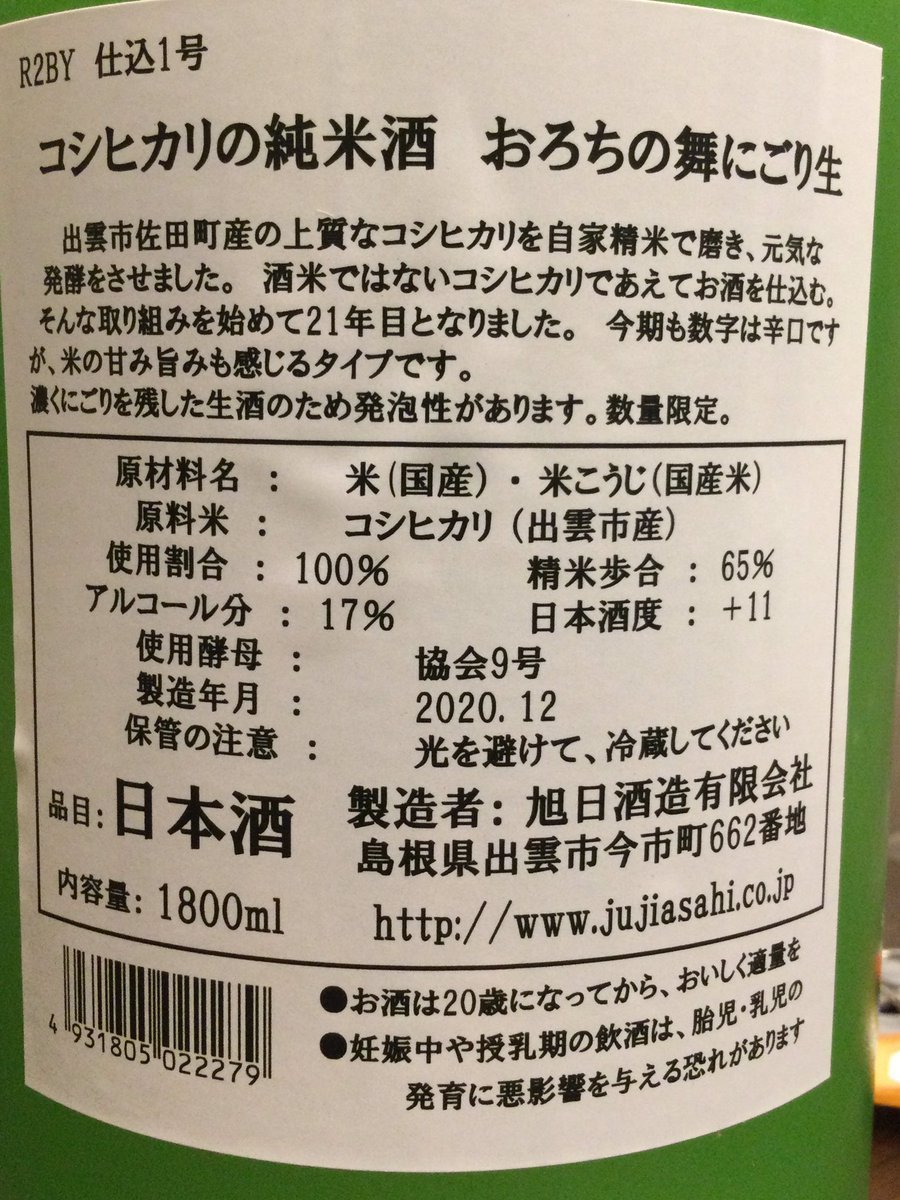 R2BY 仕込1号
コシヒカリの純米酒 おろちの舞にごり生
出雲市佐田町産の上質なコシヒカリを自家精米で磨き、元気な
発酵をさせました。 酒米ではないコシヒカリであえてお酒を仕込む。
そんな取り組みを始めて21年目となりました。 今期も数字は辛口です
が、米の甘み旨みも感じるタイプです。
濃くにごりを残した生酒のため発泡性があります。数量限定。
原材料名 : 米(国産)・米こうじ(国産米)
原料米 : コシヒカリ(出雲市産)
使用割合 : 100% 精米歩合 : 65%
アルコール分 : 17% 日本酒度 : +11
使用酵母 : 協会9号
製造年月 : 2020.12
保管の注意 : 光を避けて、冷蔵してください
品目:日本酒 製造者:旭日酒造有限会社
島根県出雲市今市町662番地
内容量:1800ml http://www.jujiasahi.co.jp
●お酒は20歳になってから、おいしく適量を
●妊娠中や授乳期の飲酒は、胎児・乳児の
発育に悪影響を与える恐れがあります
4 931805 022279